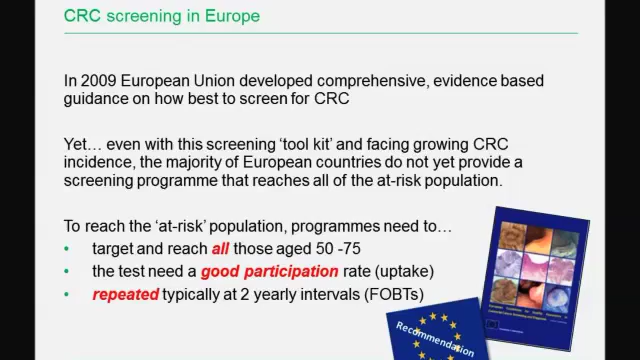 CRC screening in Europe
In 2009 European Union developed comprehensive, evidence based
guidance on how best to screen for CRC
Yet… even with this screening ‘tool kit’ and facing growing CRC
incidence, the majority of European countries do not yet provide a
screening programme that reaches all of the at-risk population.
To reach the ‘at-risk’ population, programmes need to…
• target and reach all those aged 50 -75
• the test need a good participation rate (uptake)
• repeated typically at 2 yearly intervals (FOBTs)
Recommendation